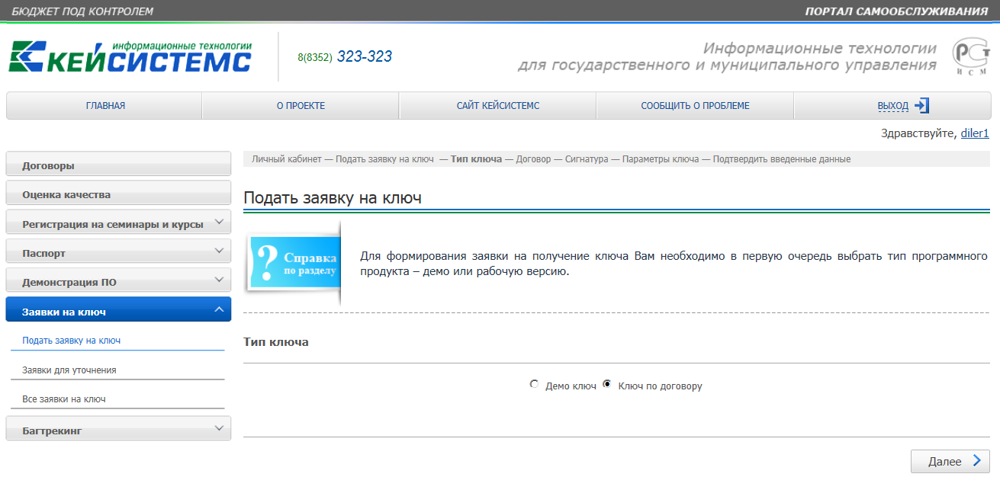 БЮДЖЕТ ПОД КОНТРОЛЕМ
ПОРТАЛ САМООБСЛУЖИВАНИЯ
информационные технологии
КЕЙСИСТЕМС
8(8352) 323-323
Информационные технологии
для государственного и муниципального управления
РСТ
ИСМ
ГЛАВНАЯ
О ПРОЕКТЕ
САЙТ КЕЙСИСТЕМС
СООБЩИТЬ О ПРОБЛЕМЕ
ВЫХОД
Здравствуйте, diler1
Договоры
Оценка качества
Регистрация на семинары и курсы
Паспорт
Демонстрация ПО
Заявки на ключ
Подать заявку на ключ
Заявки для уточнения
Все заявки на ключ
Багтрекинг
Личный кабинет — Подать заявку на ключ — Тип ключа — Договор — Сигнатура — Параметры ключа — Подтвердить введенные данные
Подать заявку на ключ
? Справка
по разделу
Для формирования заявки на получение ключа Вам необходимо в первую очередь выбрать тип программного
продукта – демо или рабочую версию.
Тип ключа
Демо ключ
Ключ по договору
Далее